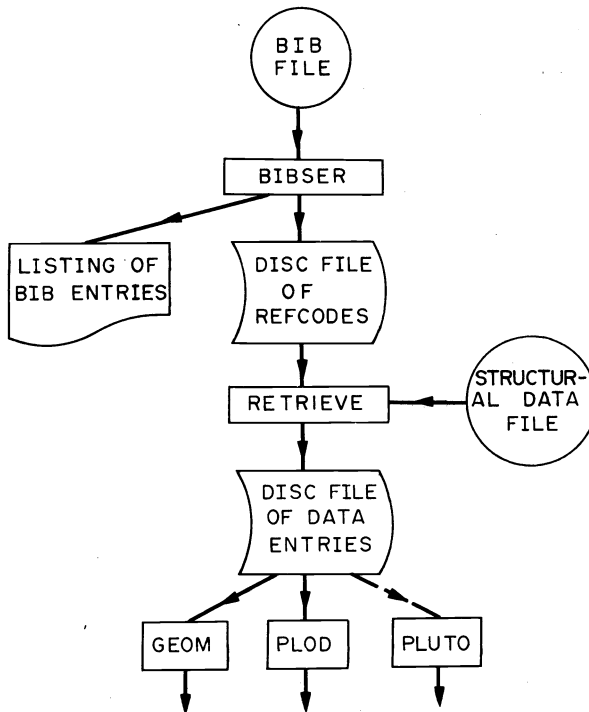 BIB
FILE
BIBSER
LISTING OF
BIB ENTRIES
DISC FILE
OF
REFCODES
RETRIEVE
STRUCTUR-
AL DATA
FILE
DISC FILE
OF DATA
ENTRIES
GEOM
PLOD
PLUTO